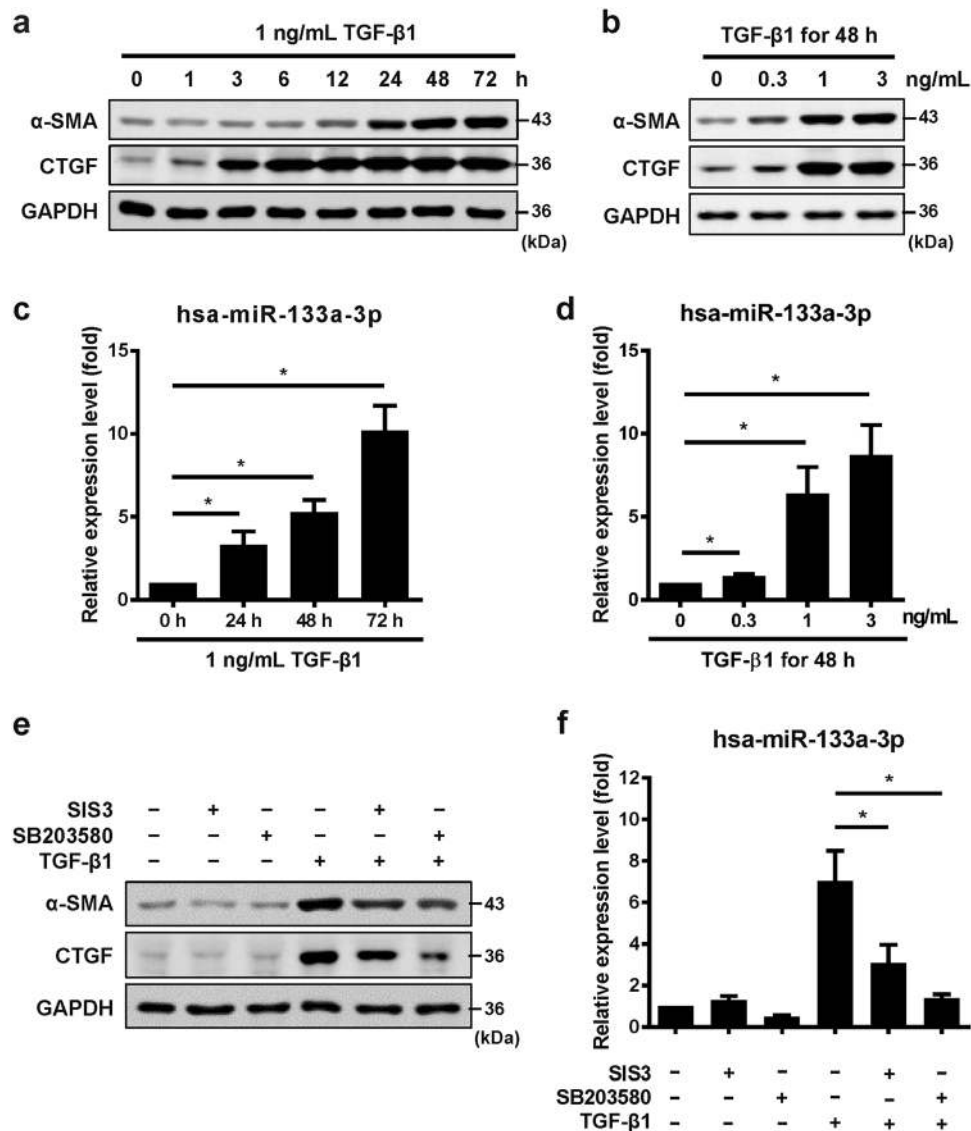 a
1 ng/mL TGF-β1
0 1 3 6 12 24 48 72 h
α-SMA 43
CTGF 36
GAPDH 36
(kDa)
b
TGF-β1 for 48 h
0 0.3 1 3 ng/mL
α-SMA 43
CTGF 36
GAPDH 36
(kDa)
c
hsa-miR-133a-3p
Relative expression level (fold)
15
10
5
0
*
*
*
0 h 24 h 48 h 72 h
1 ng/mL TGF-β1
d
hsa-miR-133a-3p
Relative expression level (fold)
15
10
5
0
*
*
*
0 0.3 1 3 ng/mL
TGF-β1 for 48 h
e
SIS3 – + – – + –
SB203580 – – + – – +
TGF-β1 – – – + + +
α-SMA 43
CTGF 36
GAPDH 36
(kDa)
f
hsa-miR-133a-3p
Relative expression level (fold)
12
10
8
6
4
2
0
*
*
SIS3 – + – – + –
SB203580 – – + – – +
TGF-β1 – – – + + +